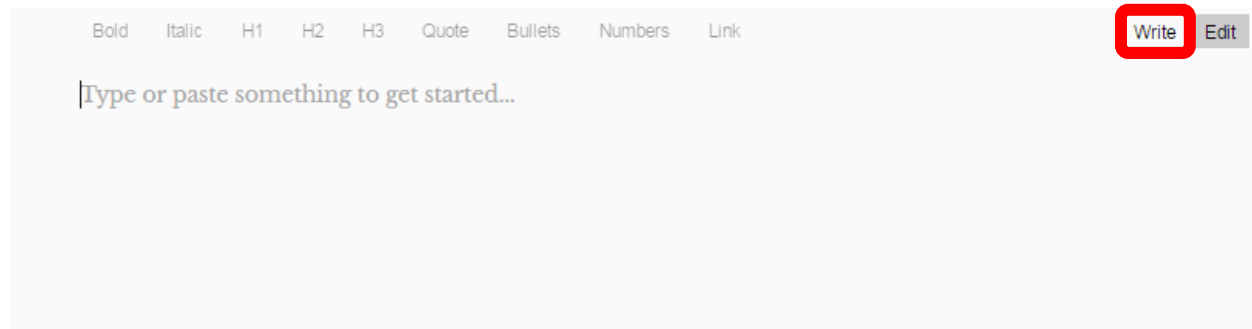 Bold Italic H1 H2 H3 Quote Bullets Numbers Link Write Edit
Type or paste something to get started...